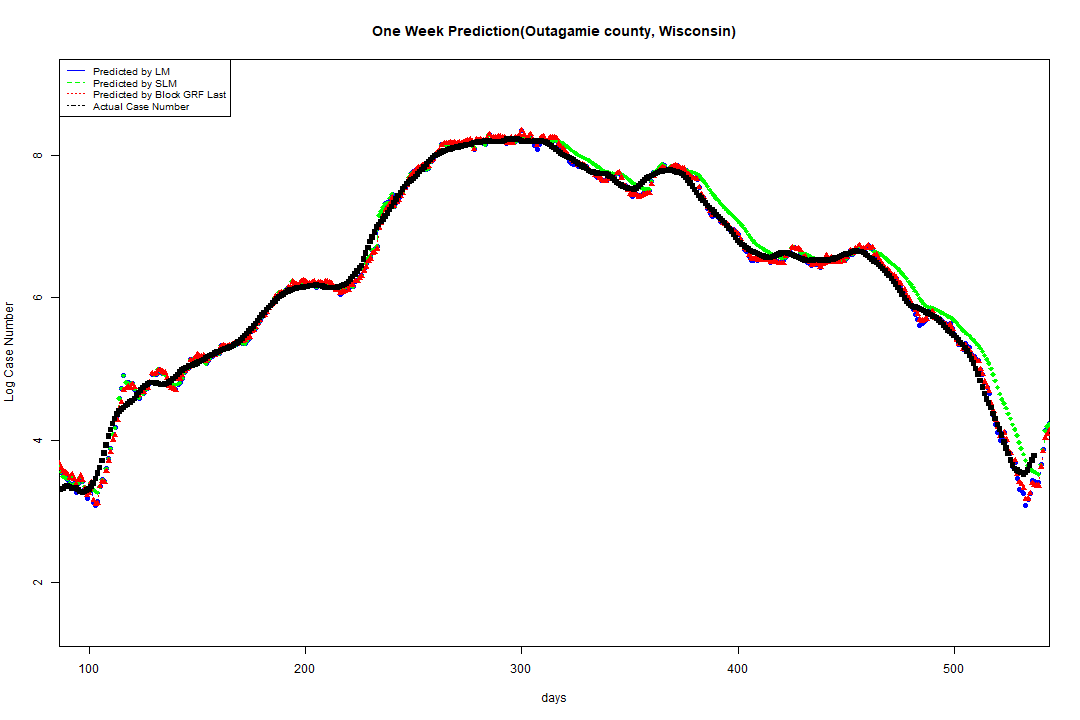 One Week Prediction(Outagamie county, Wisconsin)
Predicted by LM
Predicted by SLM
Predicted by Block GRF Last
Actual Case Number
Log Case Number
8
6
4
2
100 200 300 400 500
days